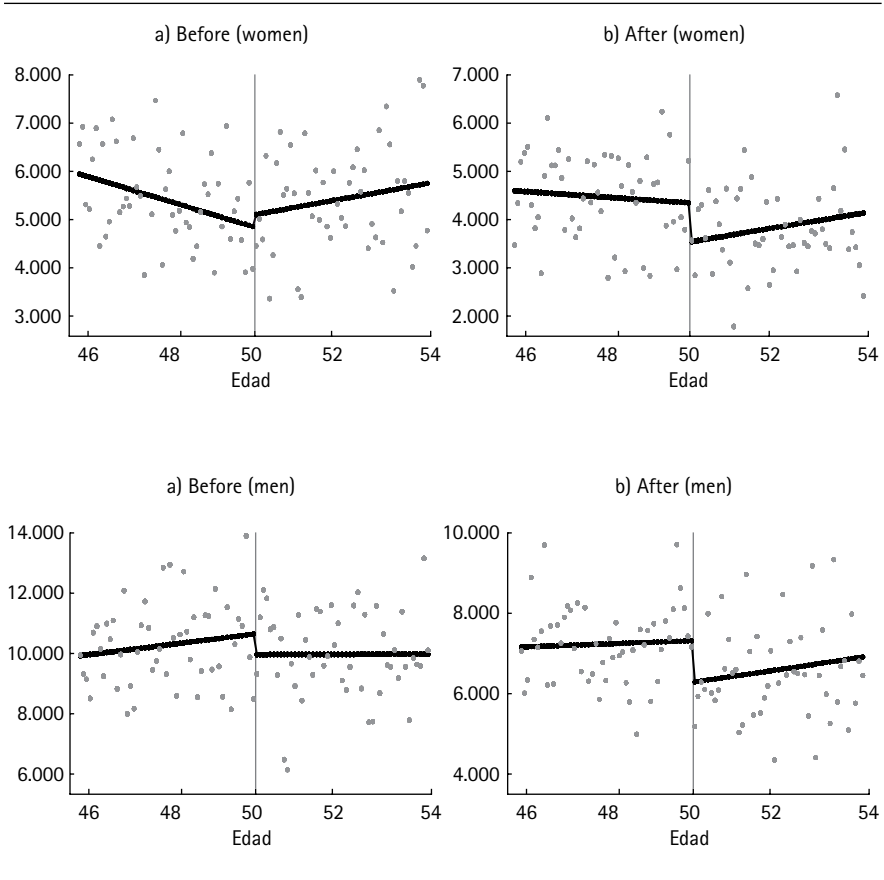 a) Before (women)
8.000
7.000
6.000
5.000
4.000
3.000
46 48 50 52 54
Edad
b) After (women)
7.000
6.000
5.000
4.000
3.000
2.000
46 48 50 52 54
Edad
a) Before (men)
14.000
12.000
10.000
8.000
6.000
46 48 50 52 54
Edad
b) After (men)
10.000
8.000
6.000
4.000
46 48 50 52 54
Edad